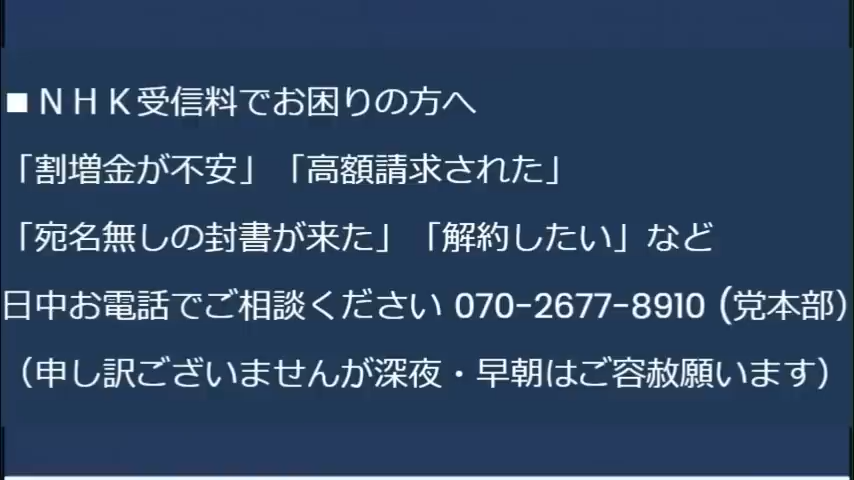 ■ＮＨＫ受信料でお困りの方へ
「割増金が不安」「高額請求された」
「宛名無しの封書が来た」「解約したい」など
日中お電話でご相談ください 070-2677-8910 (党本部)
（申し訳ございませんが深夜・早朝はご容赦願います）